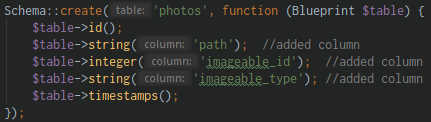 Schema::create( table: 'photos', function (Blueprint $table) {
    $table->id();
    $table->string( column: 'path');  //added column
    $table->integer( column: 'imageable_id');  //added column
    $table->string( column: 'imageable_type'); //added column
    $table->timestamps();
});